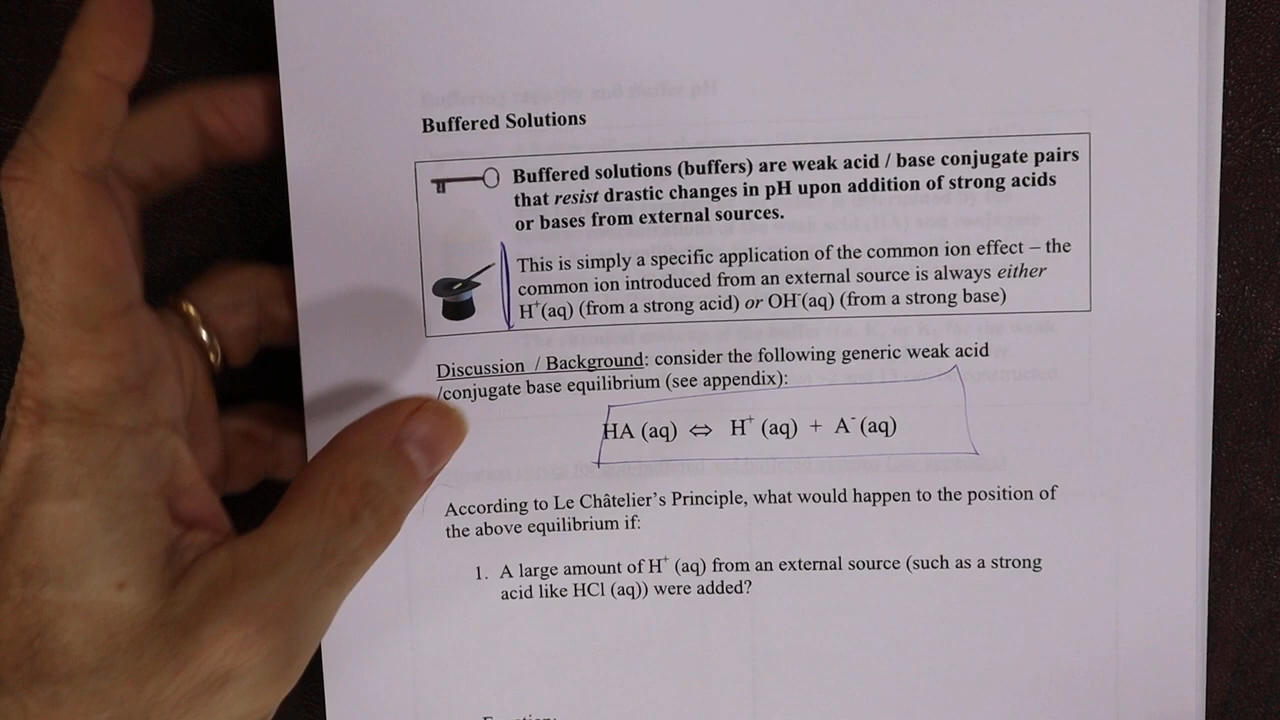 Buffered Solutions
Buffered solutions (buffers) are weak acid / base conjugate pairs
that resist drastic changes in pH upon addition of strong acids
or bases from external sources.
This is simply a specific application of the common ion effect – the
common ion introduced from an external source is always either
H⁺(aq) (from a strong acid) or OH⁻(aq) (from a strong base)
Discussion / Background: consider the following generic weak acid
/conjugate base equilibrium (see appendix):
HA (aq) ⇔ H⁺ (aq) + A⁻ (aq)
According to Le Châtelier’s Principle, what would happen to the position of
the above equilibrium if:
1. A large amount of H⁺ (aq) from an external source (such as a strong
acid like HCl (aq)) were added?